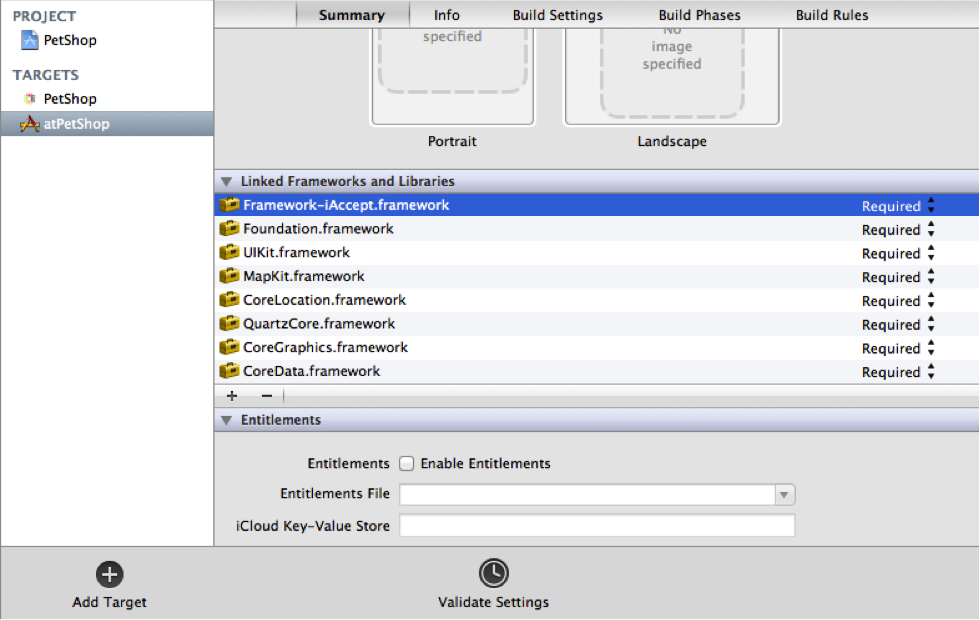 PROJECT
PetShop
TARGETS
PetShop
atPetShop
Summary Info Build Settings Build Phases Build Rules
specified
No
image
specified
Portrait Landscape
Linked Frameworks and Libraries
Framework-iAccept.framework Required
Foundation.framework Required
UIKit.framework Required
MapKit.framework Required
CoreLocation.framework Required
QuartzCore.framework Required
CoreGraphics.framework Required
CoreData.framework Required
Entitlements
Entitlements Enable Entitlements
Entitlements File
iCloud Key-Value Store
Add Target Validate Settings